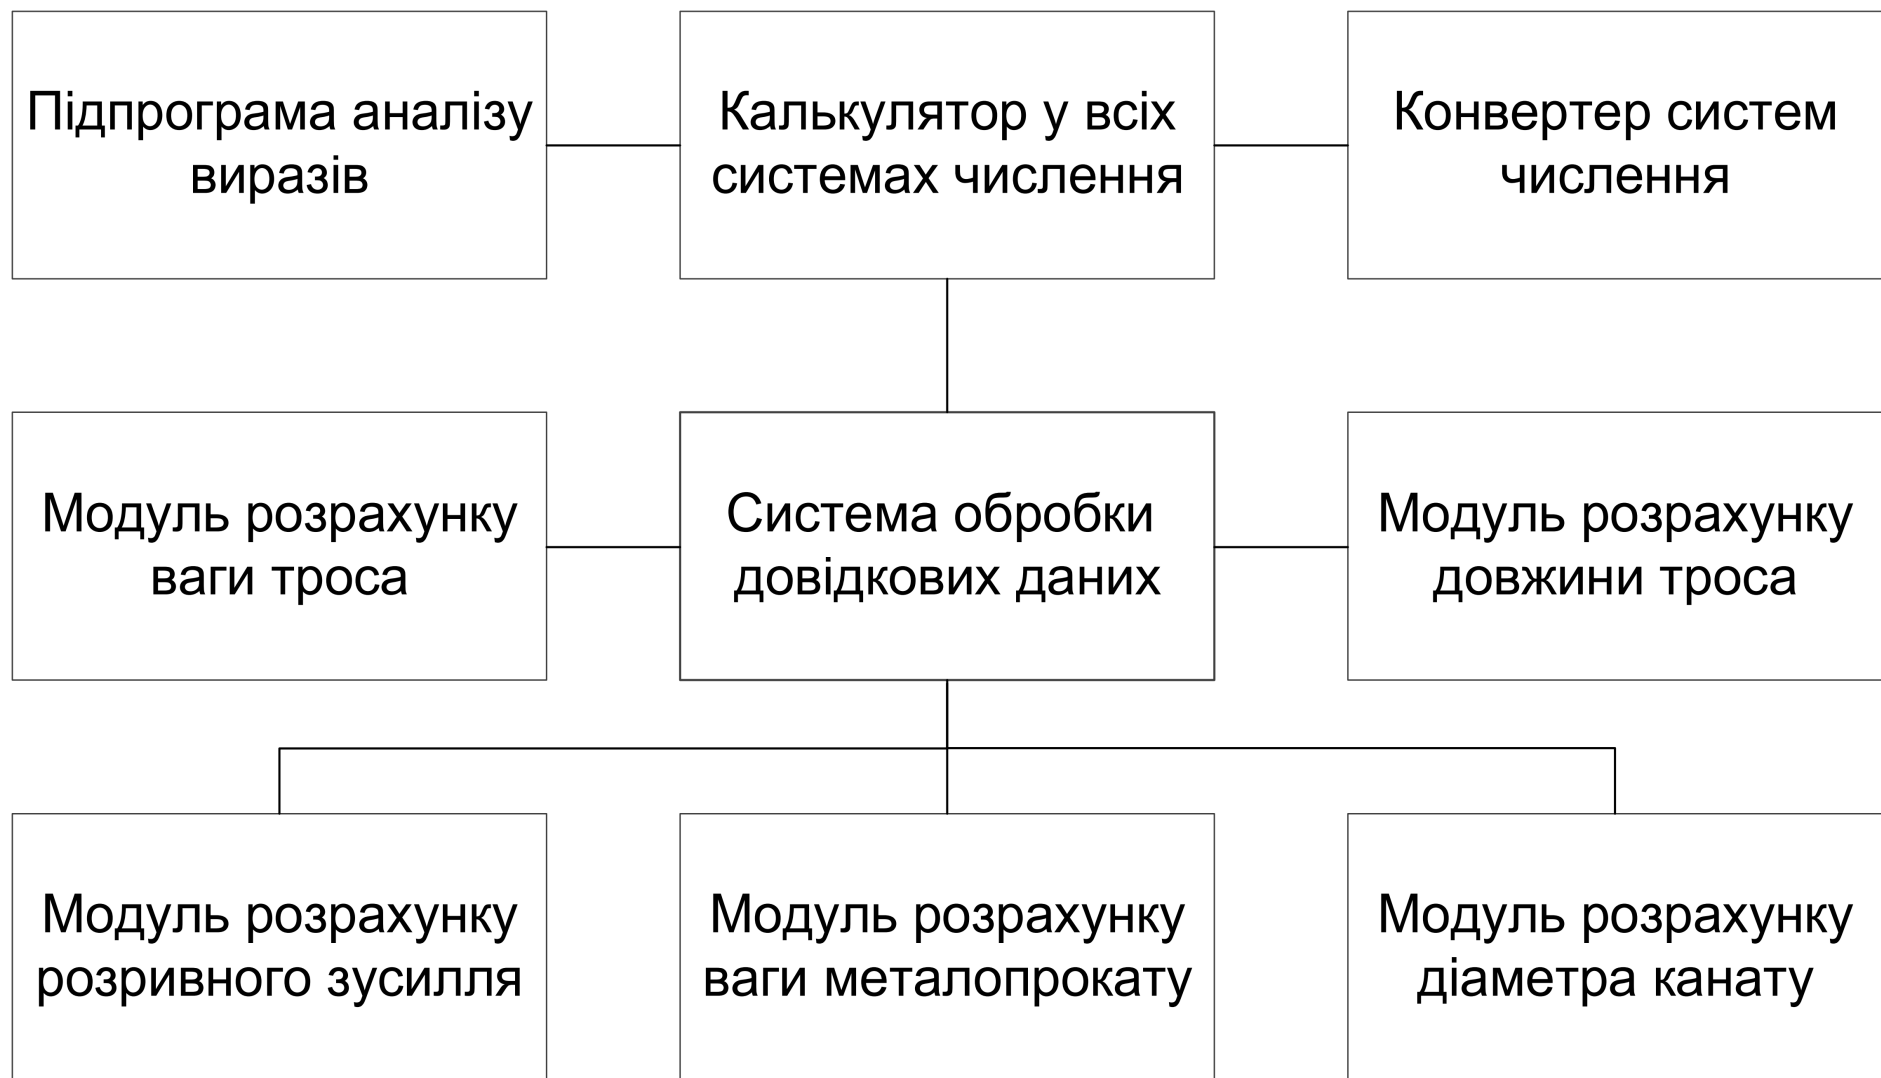 Підпрограма аналізу
виразів
Калькулятор у всіх
системах числення
Конвертер систем
числення
Модуль розрахунку
ваги троса
Система обробки
довідкових даних
Модуль розрахунку
довжини троса
Модуль розрахунку
розривного зусилля
Модуль розрахунку
ваги металопрокату
Модуль розрахунку
діаметра канату